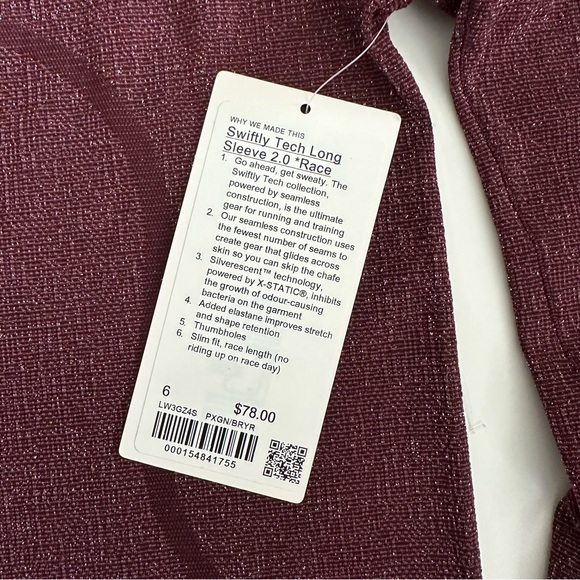 WHY WE MADE THIS
Swiftly Tech Long
Sleeve 2.0 *Race
1. Go ahead, get sweaty. The
Swiftly Tech collection,
powered by seamless
construction, is the ultimate
gear for running and training
2. Our seamless construction uses
the fewest number of seams to
create gear that glides across
skin so you can skip the chafe
3. Silverescent™ technology,
powered by X-STATIC®, inhibits
the growth of odour-causing
bacteria on the garment
4. Added elastane improves stretch
and shape retention
5. Thumbholes
6. Slim fit, race length (no
riding up on race day)
6
$78.00
LW3GZ4S PXGN/BRYR
000154841755